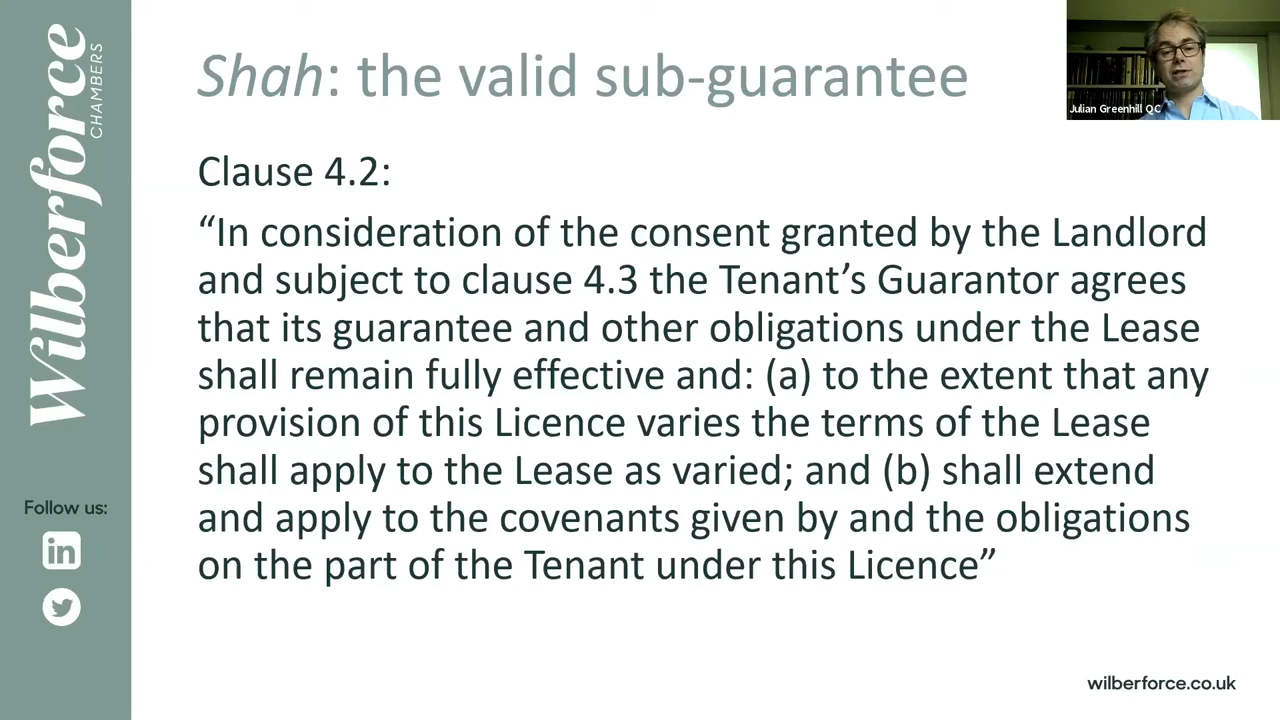 Wilberforce
CHAMBERS
Shah: the valid sub-guarantee
Julian Greenhill QC
Clause 4.2:
“In consideration of the consent granted by the Landlord
and subject to clause 4.3 the Tenant’s Guarantor agrees
that its guarantee and other obligations under the Lease
shall remain fully effective and: (a) to the extent that any
provision of this Licence varies the terms of the Lease
shall apply to the Lease as varied; and (b) shall extend
and apply to the covenants given by and the obligations
on the part of the Tenant under this Licence”
Follow us:
in
wilberforce.co.uk